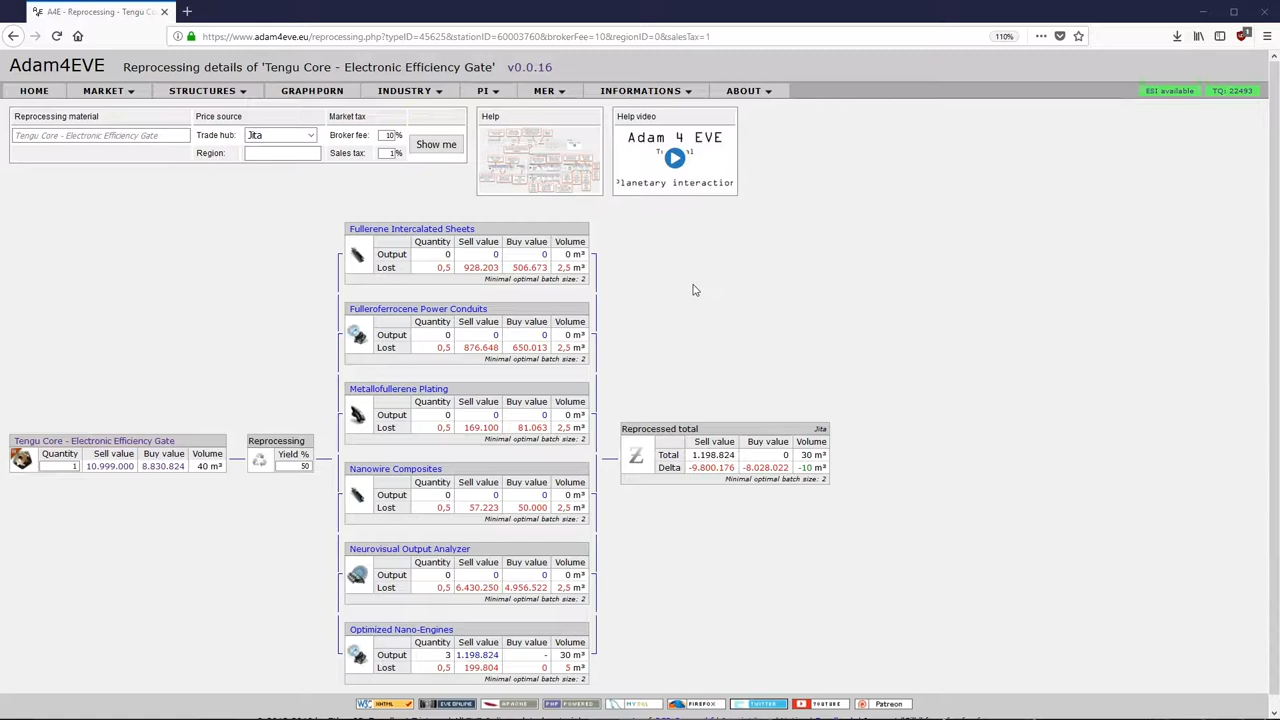 A4E - Reprocessing - Tengu Co
https://www.adam4eve.eu/reprocessing.php?typeID=45625&stationID=60003760&brokerFee=10&regionID=0&salesTax=1
110%
1
Adam4EVE Reprocessing details of 'Tengu Core - Electronic Efficiency Gate' v0.0.16
HOME MARKET STRUCTURES GRAPHP0RN INDUSTRY PI MER INFORMATIONS ABOUT ESI available TQ: 22493
Reprocessing material Price source Market tax Help Help video
Tengu Core - Electronic Efficiency Gate Trade hub: Jita Broker fee: 10 % Show me
Region: Sales tax: 1 %
Adam 4 EVE
Planetary interaction
Fullerene Intercalated Sheets
Quantity Sell value Buy value Volume
Output 0 0 0 0 m³
Lost 0,5 928.203 506.673 2,5 m³
Minimal optimal batch size: 2
Fulleroferrocene Power Conduits
Quantity Sell value Buy value Volume
Output 0 0 0 0 m³
Lost 0,5 876.648 650.013 2,5 m³
Minimal optimal batch size: 2
Metallofullerene Plating
Quantity Sell value Buy value Volume
Output 0 0 0 0 m³
Lost 0,5 169.100 81.063 2,5 m³
Minimal optimal batch size: 2
Tengu Core - Electronic Efficiency Gate
Quantity Sell value Buy value Volume
1 10.999.000 8.830.824 40 m³
Reprocessing
Yield %
50
Nanowire Composites
Quantity Sell value Buy value Volume
Output 0 0 0 0 m³
Lost 0,5 57.223 50.000 2,5 m³
Minimal optimal batch size: 2
Neurovisual Output Analyzer
Quantity Sell value Buy value Volume
Output 0 0 0 0 m³
Lost 0,5 6.430.250 4.956.522 2,5 m³
Minimal optimal batch size: 2
Optimized Nano-Engines
Quantity Sell value Buy value Volume
Output 3 1.198.824 - 30 m³
Lost 0,5 199.804 0 5 m³
Minimal optimal batch size: 2
Reprocessed total Jita
Sell value Buy value Volume
Total 1.198.824 0 30 m³
Delta -9.800.176 -8.028.022 -10 m³
Minimal optimal batch size: 2
W3C XHTML EVE ONLINE APACHE PHP POWERED MYSQL FIREFOX TWITTER YOUTUBE Patreon